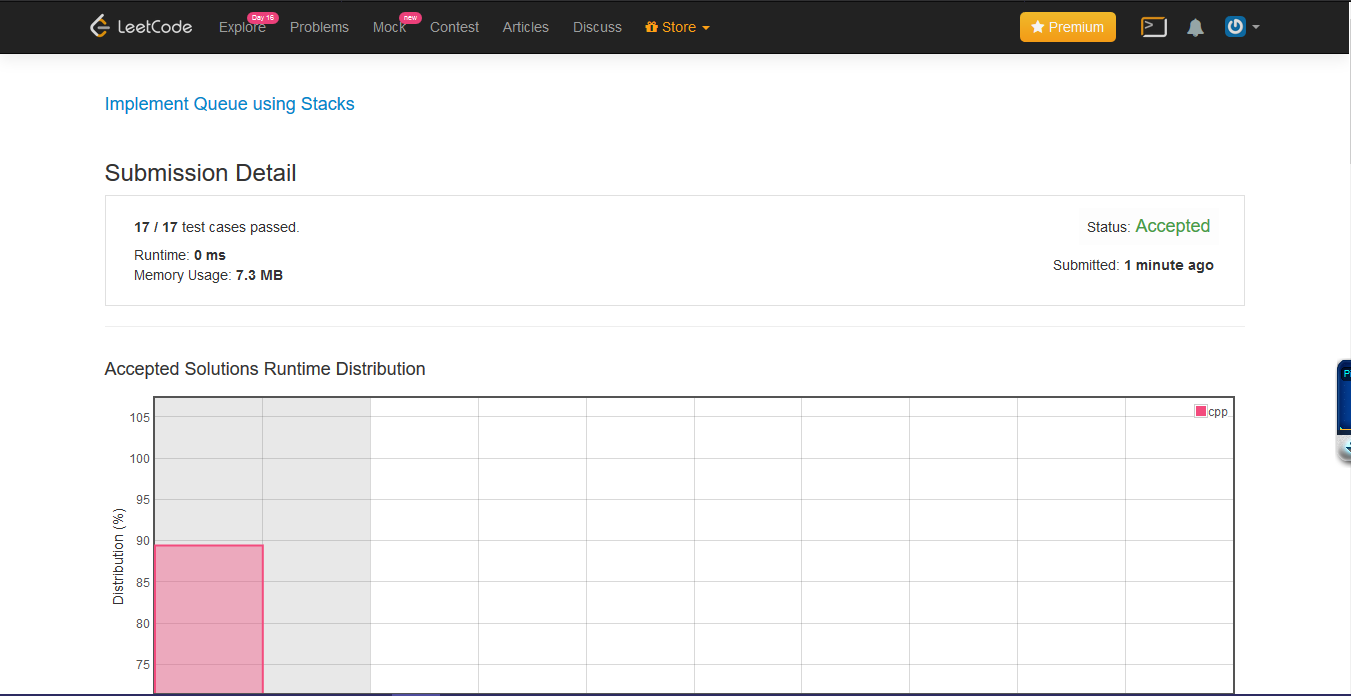 LeetCode Explore Day 16 Problems Mock new Contest Articles Discuss Store Premium
Implement Queue using Stacks
Submission Detail
17 / 17 test cases passed.
Status: Accepted
Runtime: 0 ms
Submitted: 1 minute ago
Memory Usage: 7.3 MB
Accepted Solutions Runtime Distribution
cpp
105
100
95
90
85
80
75
Distribution (%)